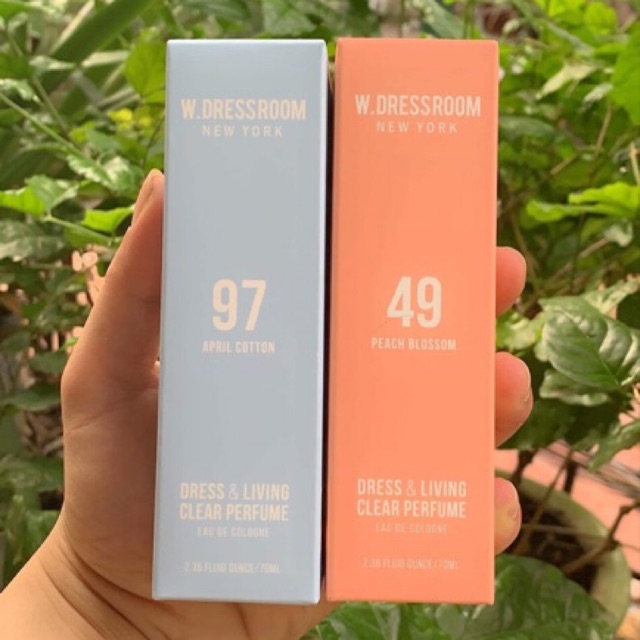 W.DRESSROOM
NEW YORK
97
APRIL COTTON
DRESS & LIVING
CLEAR PERFUME
EAU DE COLOGNE
2.36 FLUID OUNCE/70ML
W.DRESSROOM
NEW YORK
49
PEACH BLOSSOM
DRESS & LIVING
CLEAR PERFUME
EAU DE COLOGNE
2.36 FLUID OUNCE/70ML